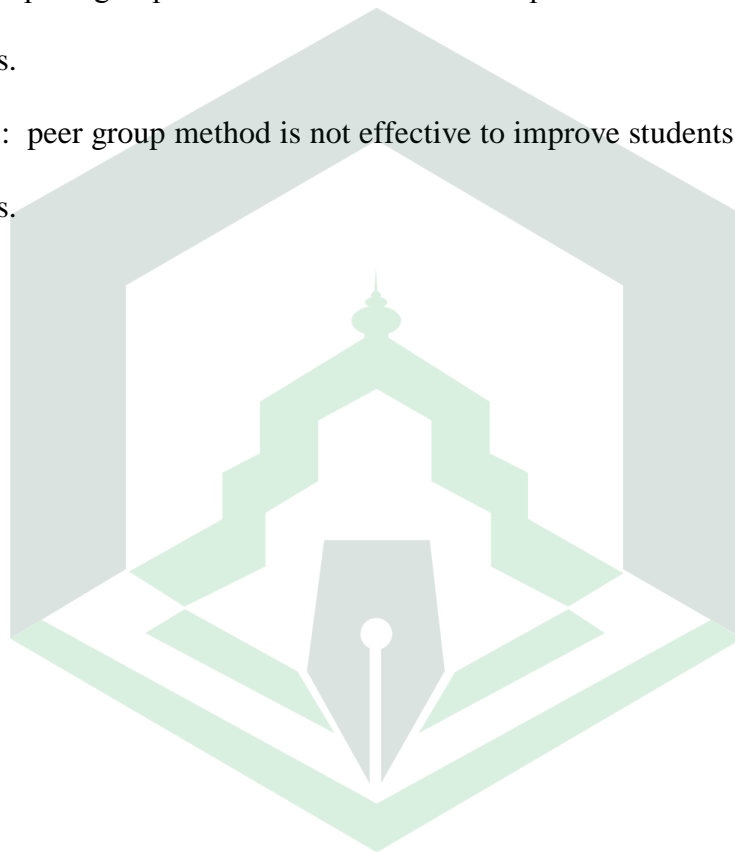 s.
: peer group method is not effective to improve students
s.